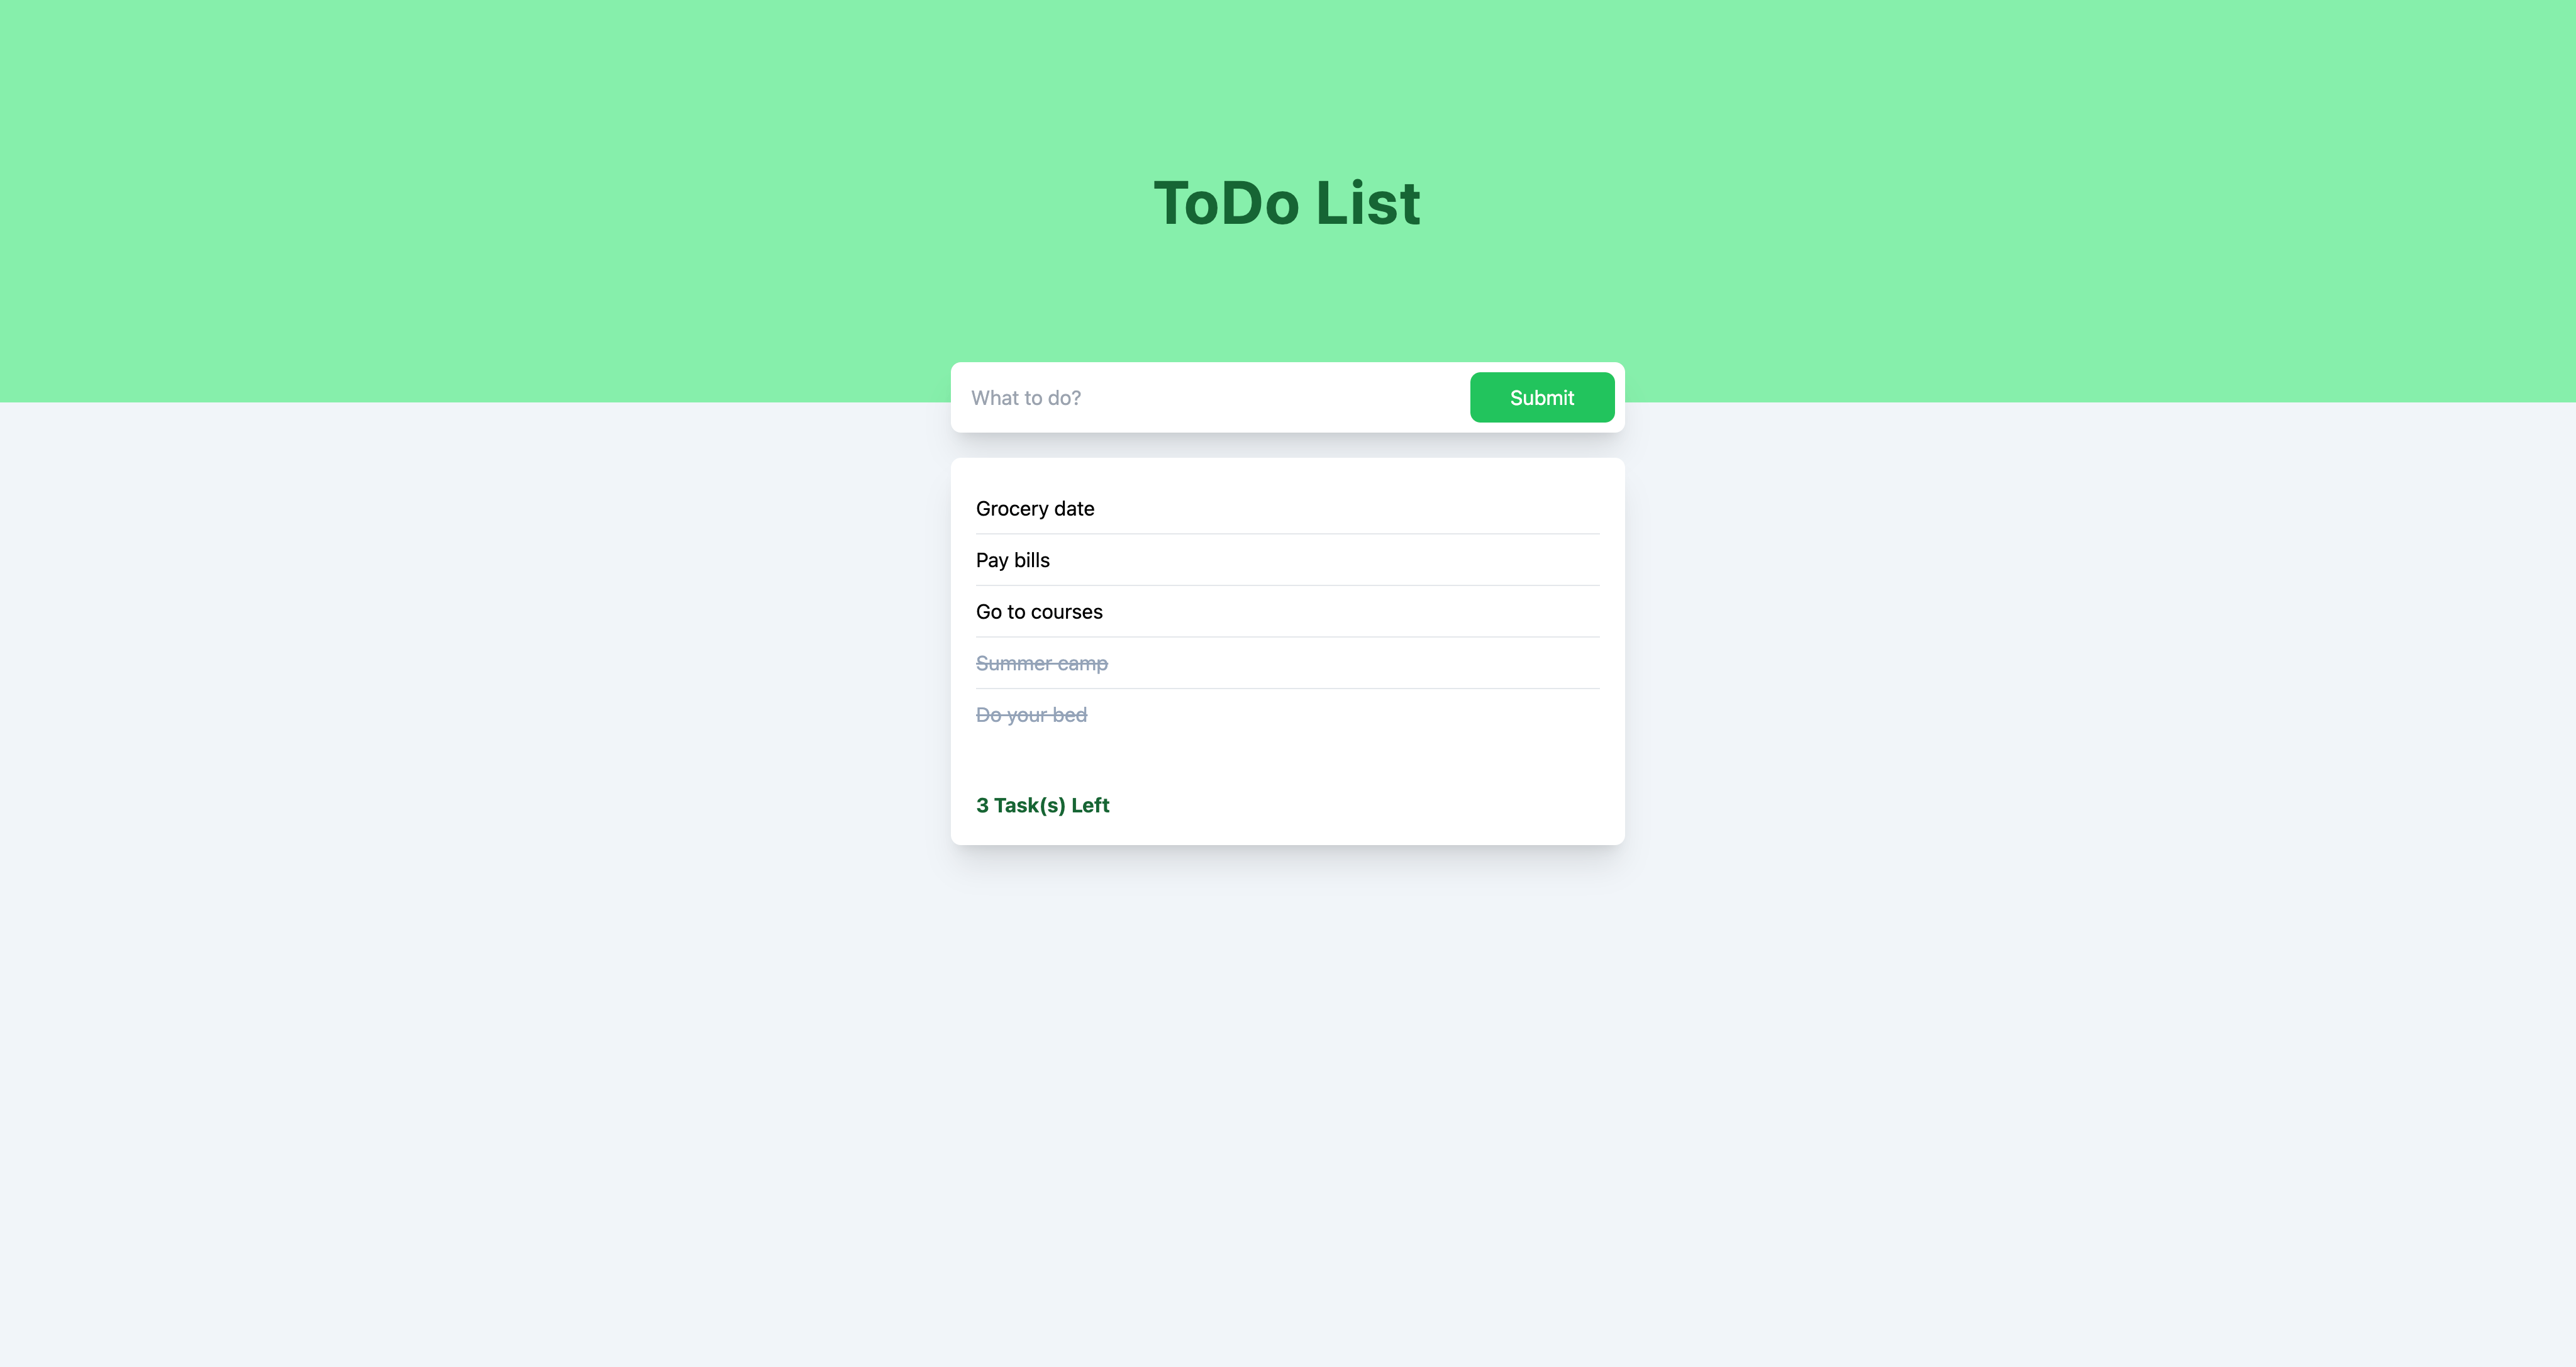 ToDo List
What to do?
Submit
Grocery date
Pay bills
Go to courses
Summer camp
Do your bed
3 Task(s) Left